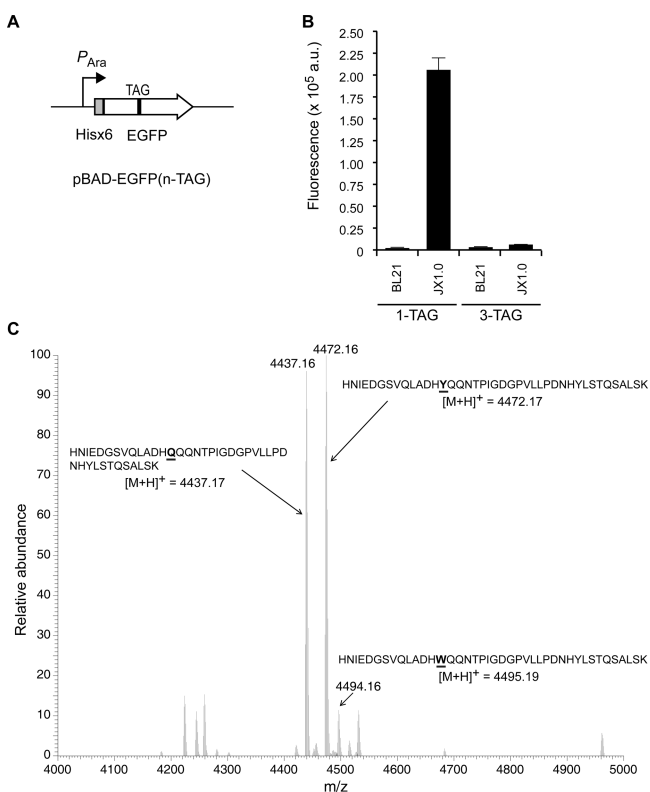 A
P Ara
TAG
Hisx6 EGFP
pBAD-EGFP(n-TAG)
B
Fluorescence (x 10⁵ a.u.)
2.50
2.25
2.00
1.75
1.50
1.25
1.00
0.75
0.50
0.25
0
BL21
JX1.0
BL21
JX1.0
1-TAG 3-TAG
C
Relative abundance
100
90
80
70
60
50
40
30
20
10
0
4437.16
4472.16
HNIEDGSVQLADHYQQNTPIGDGPVLLPDNHYLSTQSALSK
[M+H]⁺ = 4472.17
HNIEDGSVQLADHQQQNTPIGDGPVLLPD
NHYLSTQSALSK
[M+H]⁺ = 4437.17
HNIEDGSVQLADHWQQNTPIGDGPVLLPDNHYLSTQSALSK
[M+H]⁺ = 4495.19
4494.16
4000 4100 4200 4300 4400 4500 4600 4700 4800 4900 5000
m/z